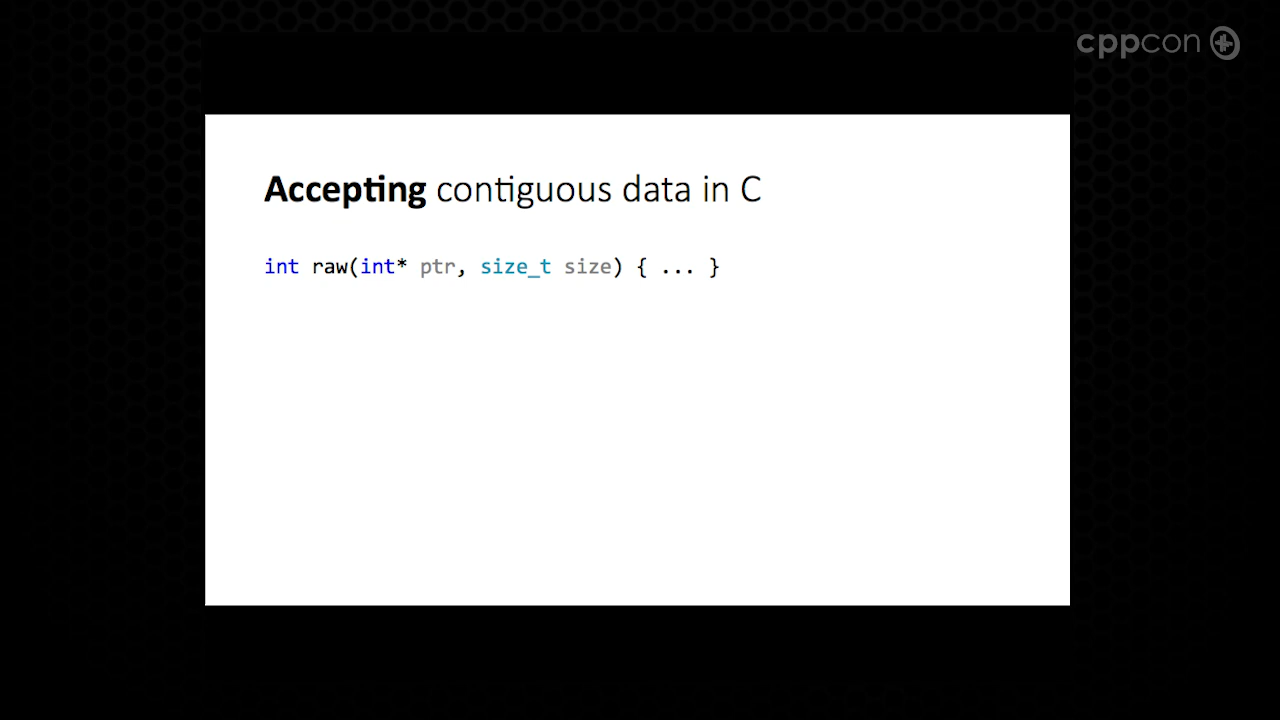 cppcon
Accepting contiguous data in C
int raw(int* ptr, size_t size) { ... }